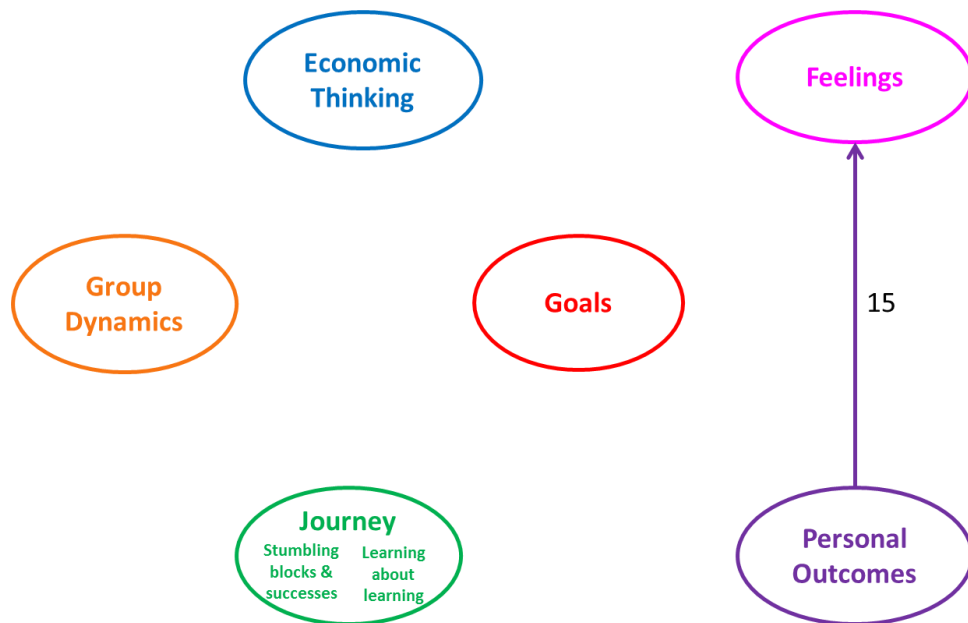 Economic
Thinking
Feelings
Group
Dynamics
Goals
15
Journey
Stumbling
blocks &
successes
Learning
about
learning
Personal
Outcomes